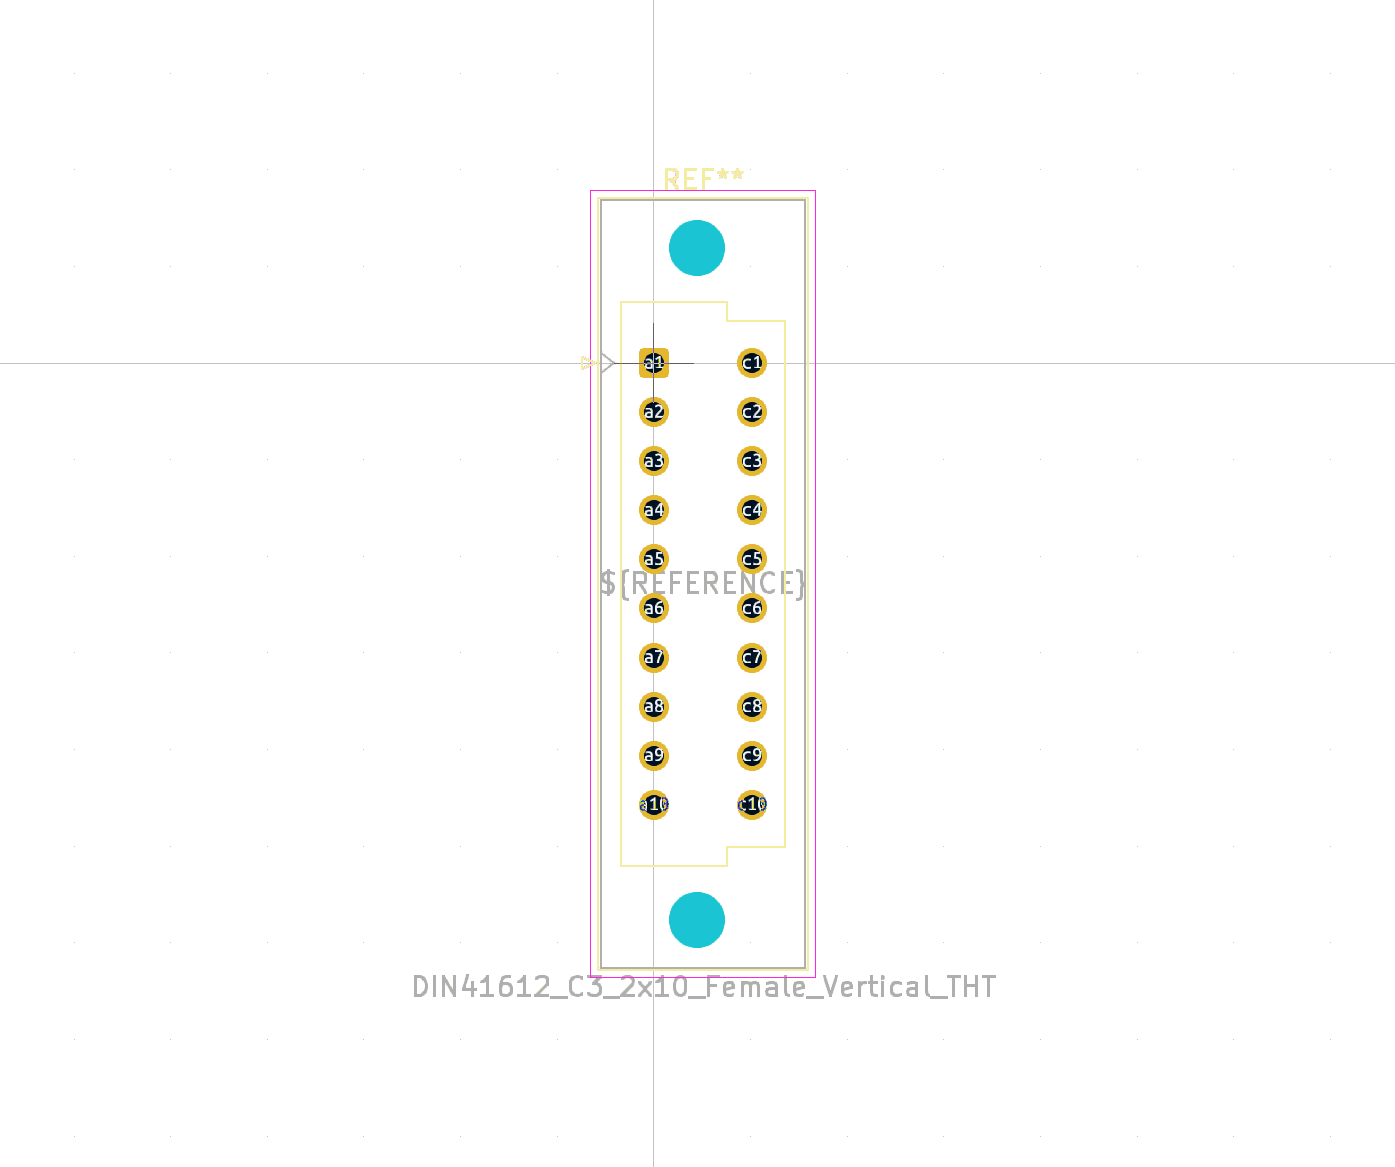 REF**
a1 c1
a2 c2
a3 c3
a4 c4
a5 c5
${REFERENCE}
a6 c6
a7 c7
a8 c8
a9 c9
a10 c10
DIN41612_C3_2x10_Female_Vertical_THT